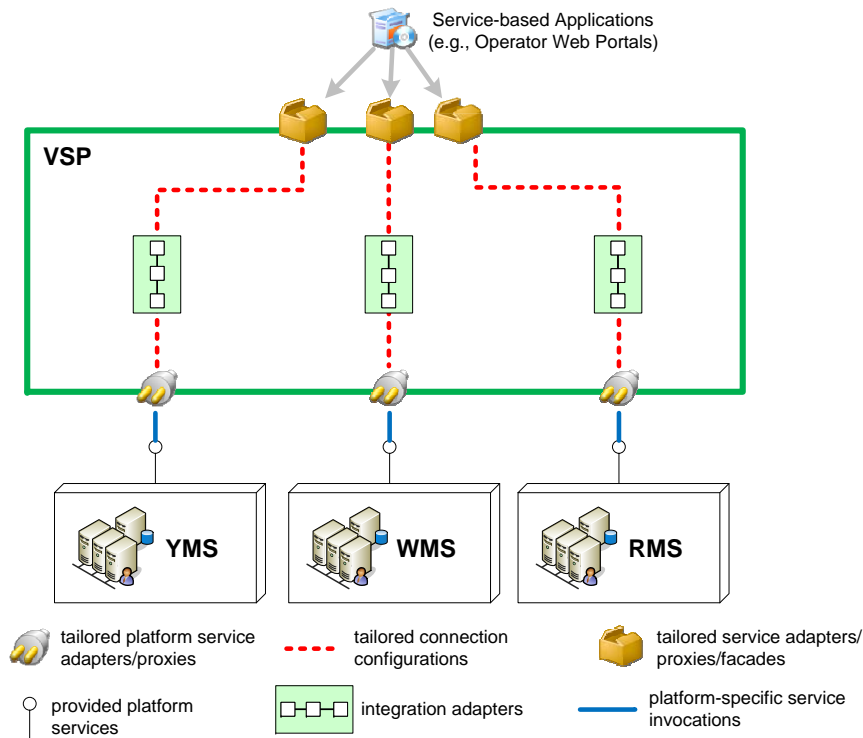 Service-based Applications
(e.g., Operator Web Portals)
VSP
YMS
WMS
RMS
tailored platform service
adapters/proxies
tailored connection
configurations
tailored service adapters/
proxies/facades
provided platform
services
integration adapters
platform-specific service
invocations